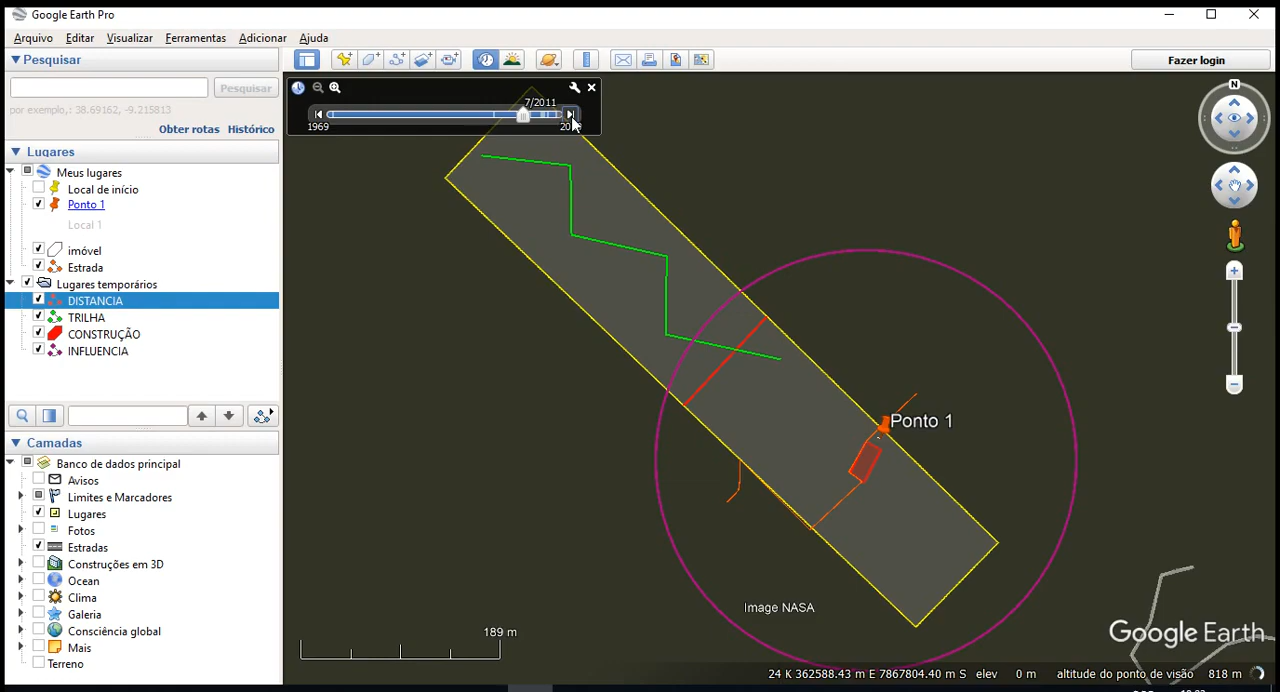 Google Earth Pro
Arquivo Editar Visualizar Ferramentas Adicionar Ajuda
Pesquisar
Pesquisar
por exemplo,: 38.69162, -9.215813
Obter rotas Histórico
Lugares
Meus lugares
Local de início
Ponto 1
Local 1
imóvel
Estrada
Lugares temporários
DISTANCIA
TRILHA
CONSTRUÇÃO
INFLUENCIA
Camadas
Banco de dados principal
Avisos
Limites e Marcadores
Lugares
Fotos
Estradas
Construções em 3D
Ocean
Clima
Galeria
Consciência global
Mais
Terreno
Fazer login
7/2011
1969
N
Ponto 1
Image NASA
189 m
Google Earth
24 K 362588.43 m E 7867804.40 m S elev 0 m altitude do ponto de visão 818 m